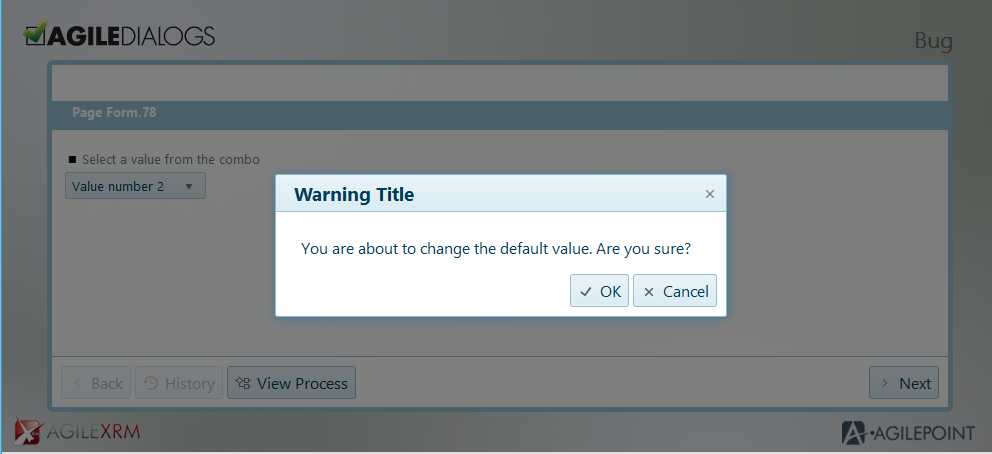 AGILEDIALOGS
Bug
Page Form.78
Select a value from the combo
Value number 2
Warning Title
You are about to change the default value. Are you sure?
OK
Cancel
Back
History
View Process
Next
AGILEXRM
AGILEPOINT